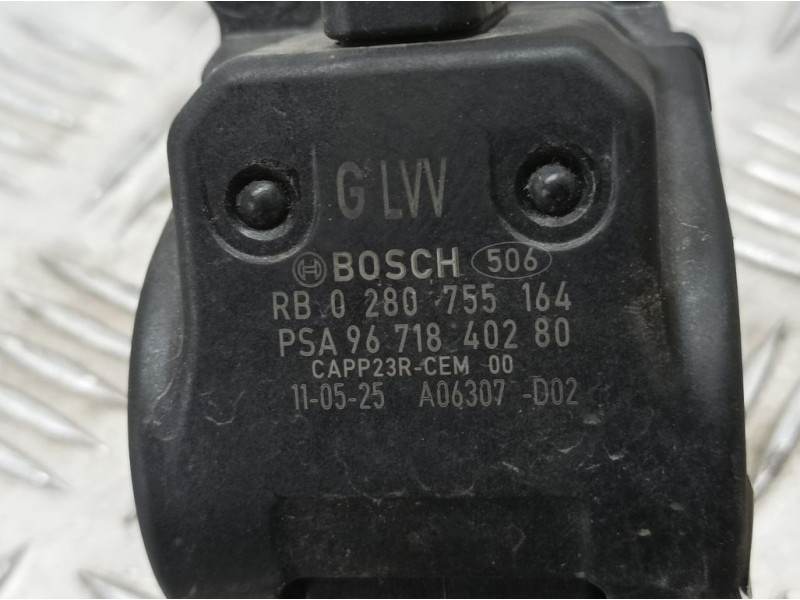 G LVV
BOSCH 506
RB 0 280 755 164
PSA 96 718 402 80
CAPP23R-CEM 00
11-05-25 A06307 -D02